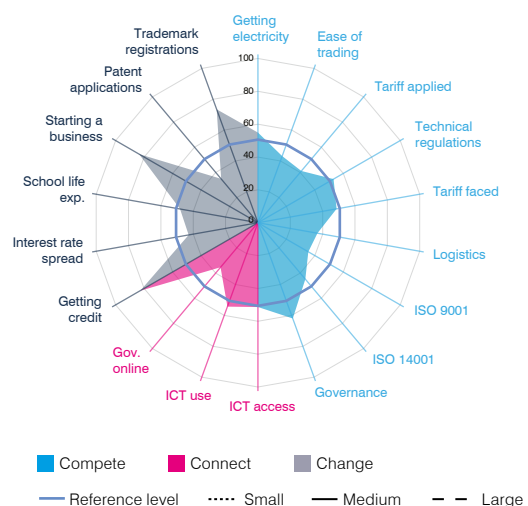 Getting
electricity
Ease of
trading
Tariff applied
Technical
regulations
Tariff faced
Logistics
ISO 9001
ISO 14001
Governance
ICT access
ICT use
Gov.
online
Getting
credit
Interest rate
spread
School life
exp.
Starting a
business
Patent
applications
Trademark
registrations
100
80
60
40
20
0
Compete
Connect
Change
Reference level
Small
Medium
Large